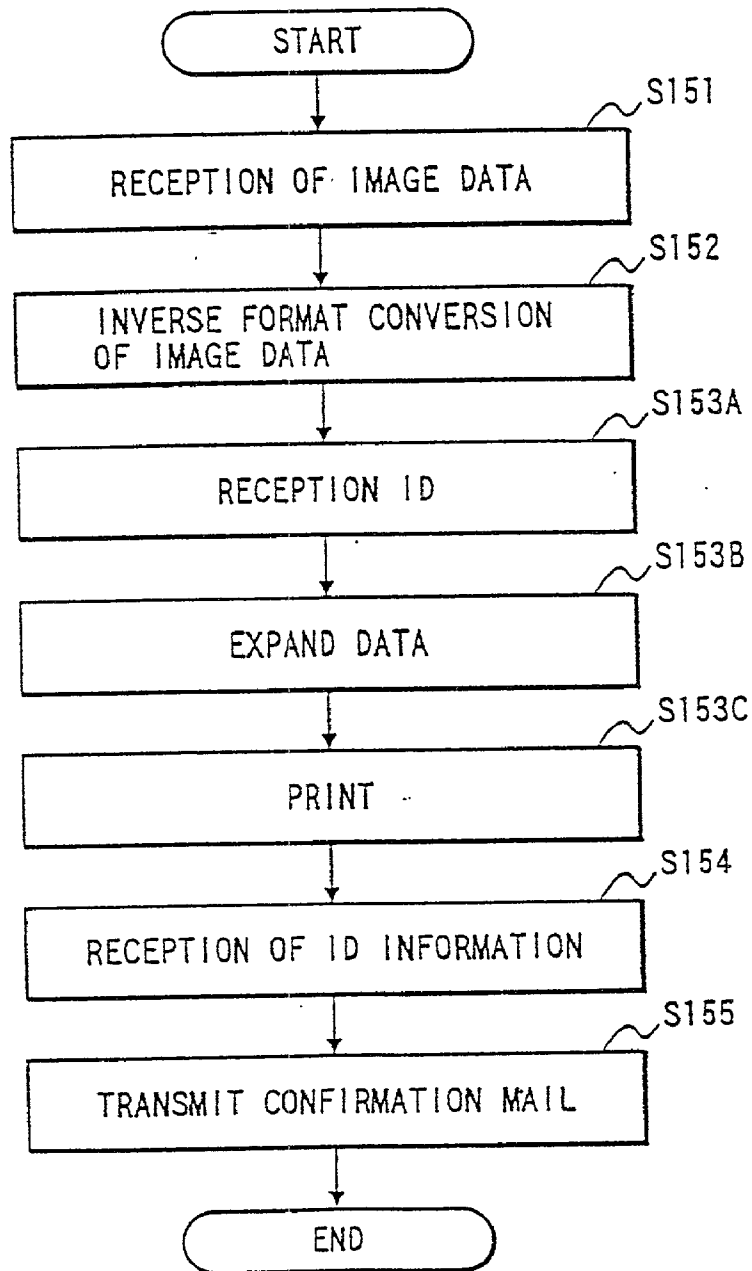 START
S151
RECEPTION OF IMAGE DATA
S152
INVERSE FORMAT CONVERSION
OF IMAGE DATA
S153A
RECEPTION ID
S153B
EXPAND DATA
S153C
PRINT
S154
RECEPTION OF ID INFORMATION
S155
TRANSMIT CONFIRMATION MAIL
END